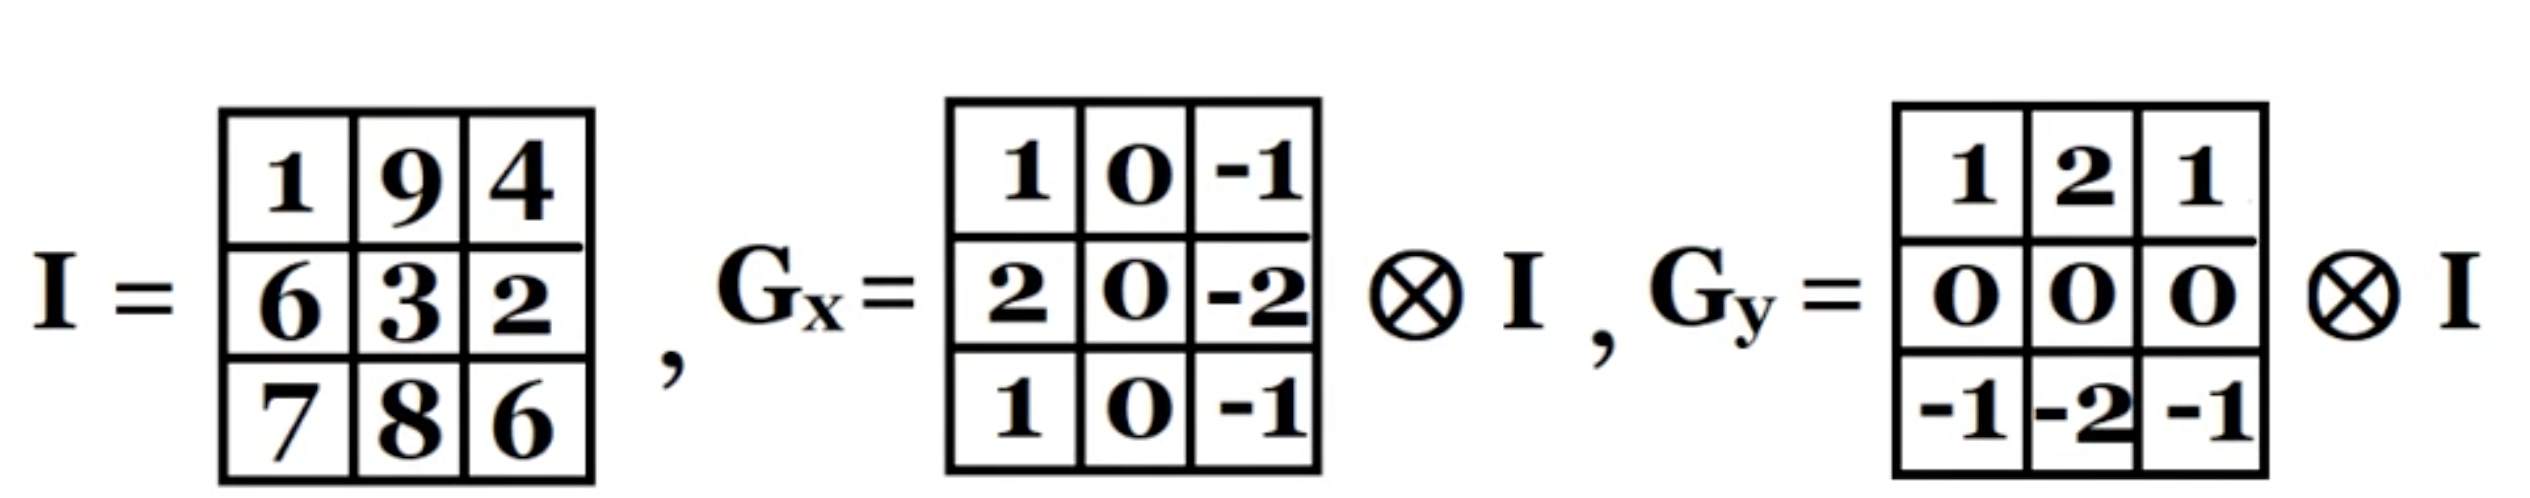 1 9 4 1 0 -1 1 2 1
I = 6 3 2 , Gx = 2 0 -2 ⊗ I , Gy = 0 0 0 ⊗ I
7 8 6 1 0 -1 -1 -2 -1